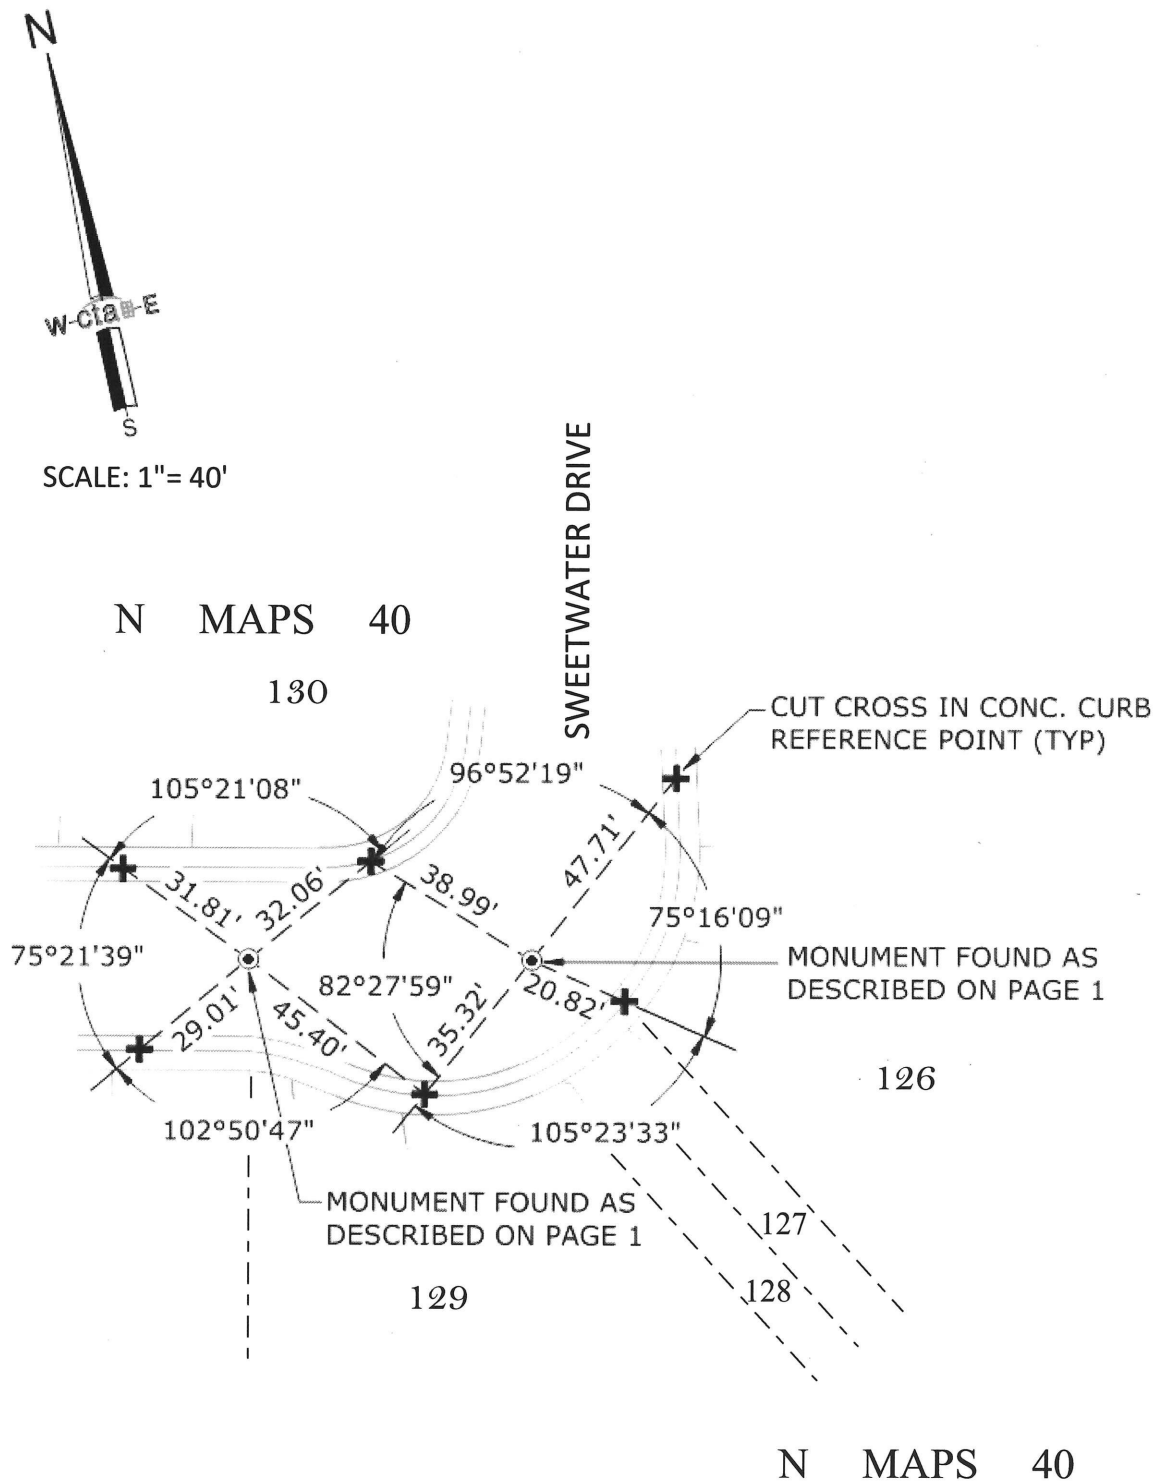 N
W-cta-E
S
SCALE: 1"= 40'
SWEETWATER DRIVE
N MAPS 40
130
CUT CROSS IN CONC. CURB
REFERENCE POINT (TYP)
96°52'19"
105°21'08"
47.71'
31.81'
32.06'
38.99'
75°16'09"
75°21'39"
MONUMENT FOUND AS
DESCRIBED ON PAGE 1
82°27'59"
20.82'
29.01'
45.40'
35.32'
126
102°50'47"
105°23'33"
MONUMENT FOUND AS
DESCRIBED ON PAGE 1
127
128
129
N MAPS 40